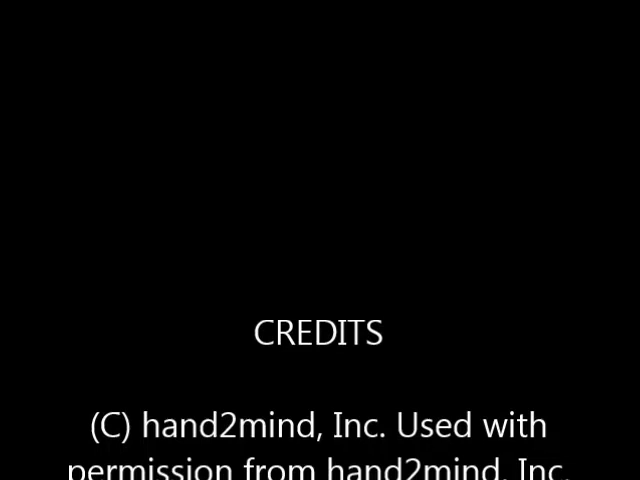 CREDITS
(C) hand2mind, Inc. Used with
permission from hand2mind, Inc.